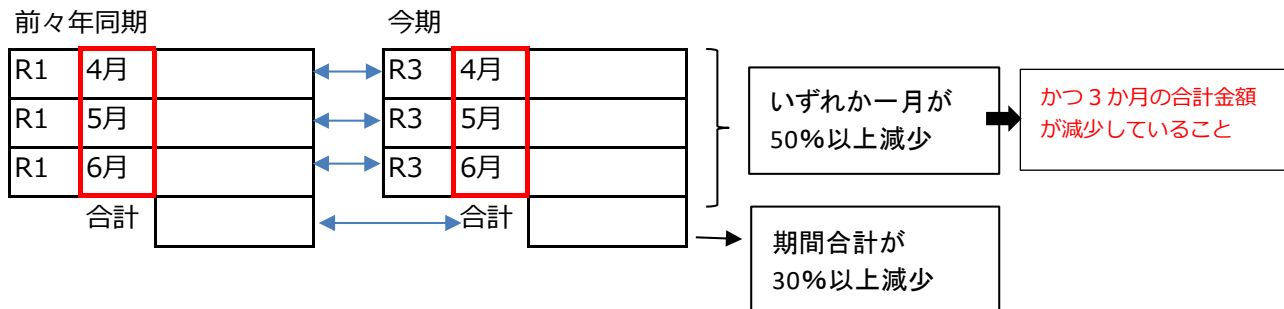 前々年同期 今期
R1 4月 R3 4月
R1 5月 R3 5月
R1 6月 R3 6月
合計 合計
いずれか一月が
50%以上減少
かつ3か月の合計金額
が減少していること
期間合計が
30%以上減少